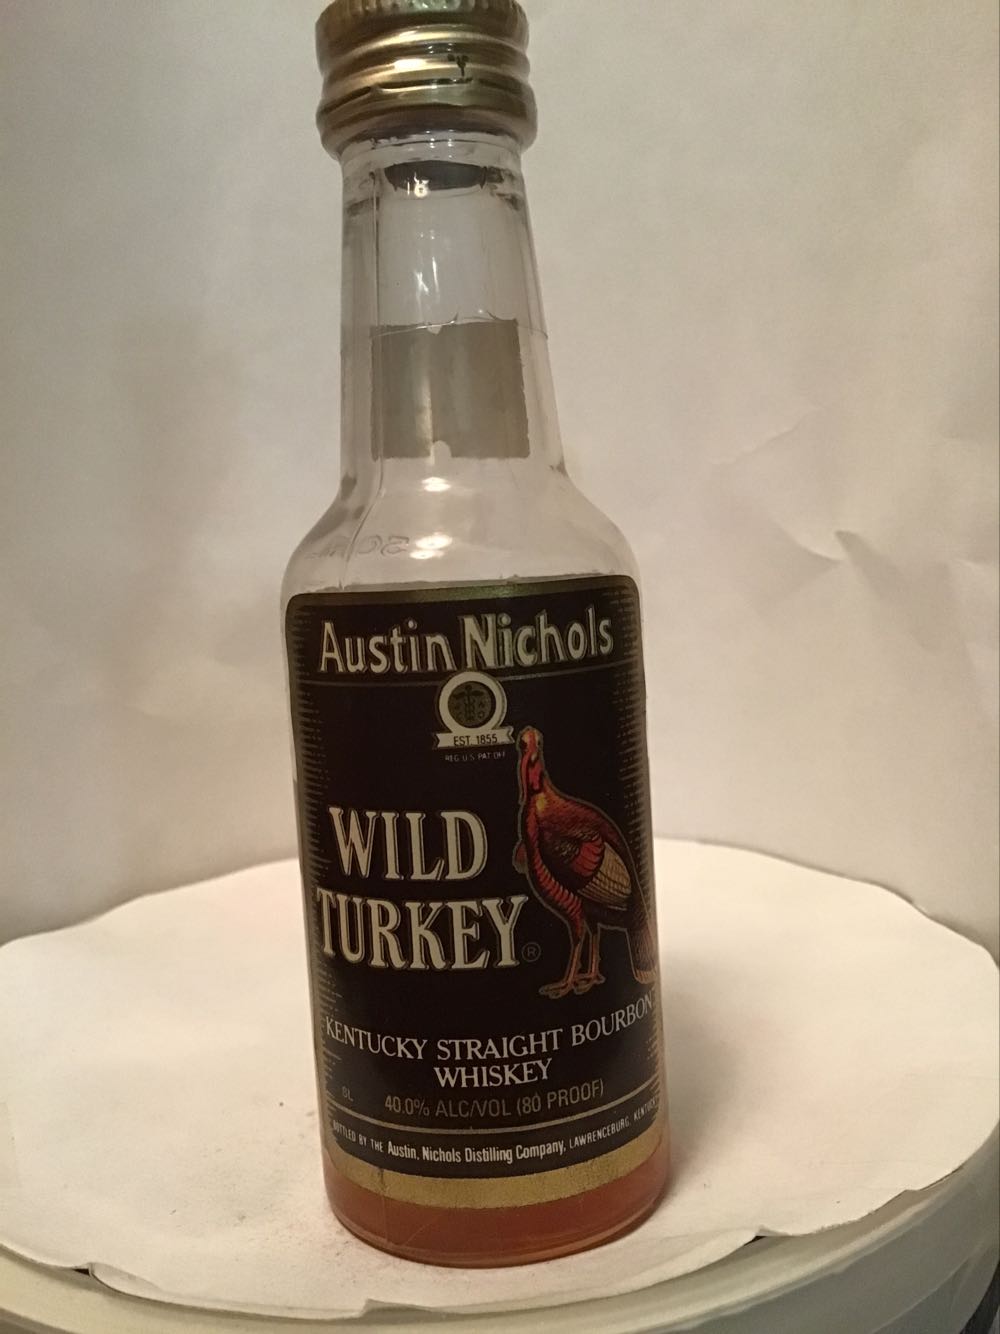 Austin Nichols
EST. 1855
REG. U.S. PAT. OFF.
WILD
TURKEY®
KENTUCKY STRAIGHT BOURBON
WHISKEY
40.0% ALC/VOL (80 PROOF)
BOTTLED BY THE Austin, Nichols Distilling Company, LAWRENCEBURG, KENTUCKY